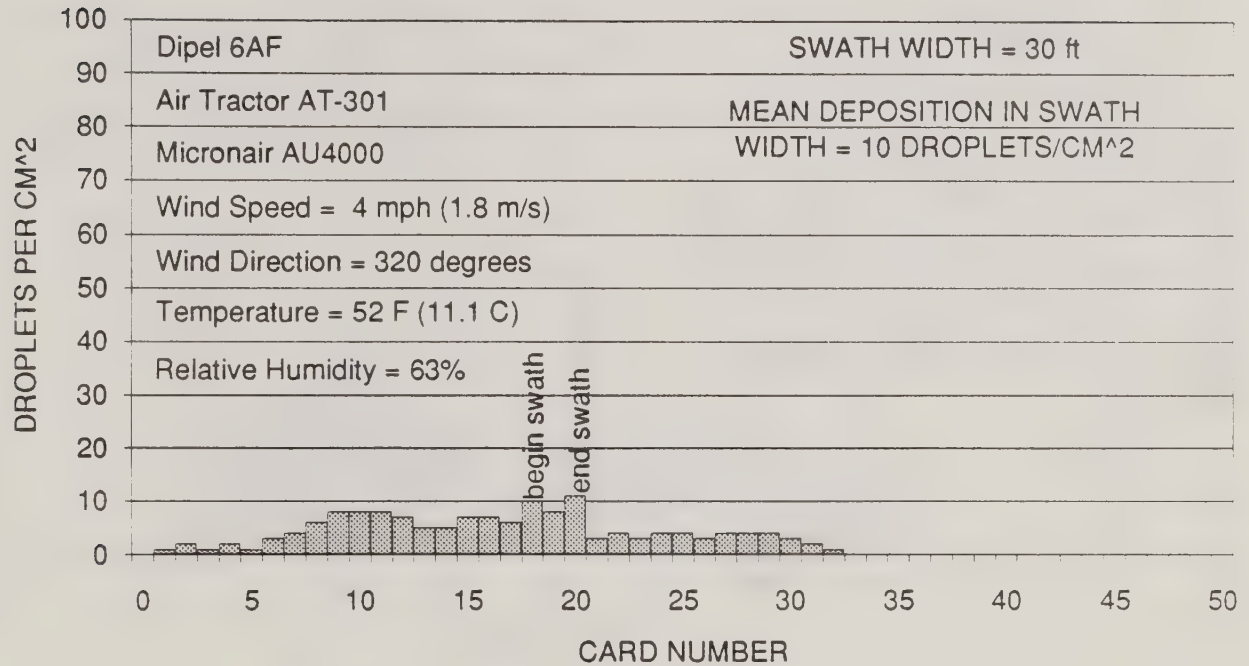 DROPLETS PER CM^2
100
90
80
70
60
50
40
30
20
10
0
Dipel 6AF
Air Tractor AT-301
Micronair AU4000
Wind Speed = 4 mph (1.8 m/s)
Wind Direction = 320 degrees
Temperature = 52 F (11.1 C)
Relative Humidity = 63%
SWATH WIDTH = 30 ft
MEAN DEPOSITION IN SWATH
WIDTH = 10 DROPLETS/CM^2
begin swath
end swath
0 5 10 15 20 25 30 35 40 45 50
CARD NUMBER